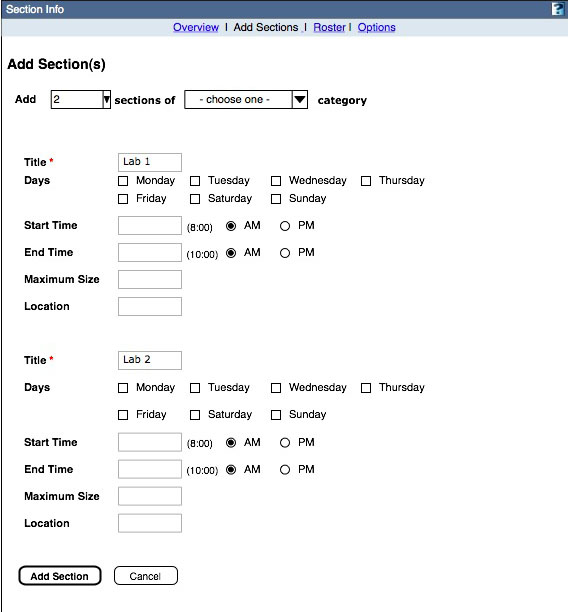 Section Info ?
Overview | Add Sections | Roster | Options
Add Section(s)
Add 2 sections of - choose one - category
Title * Lab 1
Days Monday Tuesday Wednesday Thursday
Friday Saturday Sunday
Start Time (8:00) AM PM
End Time (10:00) AM PM
Maximum Size
Location
Title * Lab 2
Days Monday Tuesday Wednesday Thursday
Friday Saturday Sunday
Start Time (8:00) AM PM
End Time (10:00) AM PM
Maximum Size
Location
Add Section Cancel